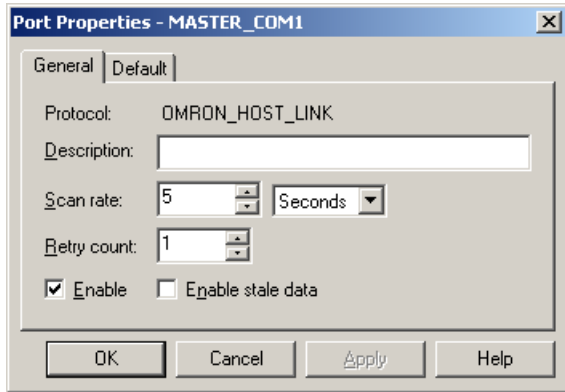 Port Properties - MASTER_COM1
General Default
Protocol: OMRON_HOST_LINK
Description:
Scan rate: 5 Seconds
Retry count: 1
Enable Enable stale data
OK Cancel Apply Help